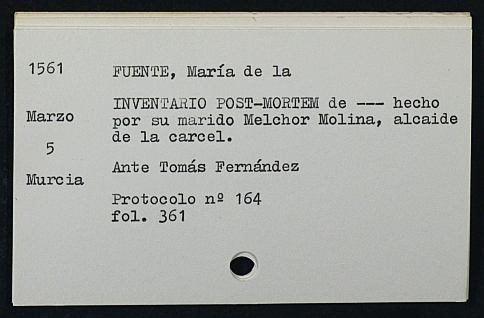 1561
FUENTE, María de la
INVENTARIO POST-MORTEM de --- hecho
Marzo
por su marido Melchor Molina, alcaide
de la carcel.
5
Ante Tomás Fernández
Murcia
Protocolo nº 164
fol. 361